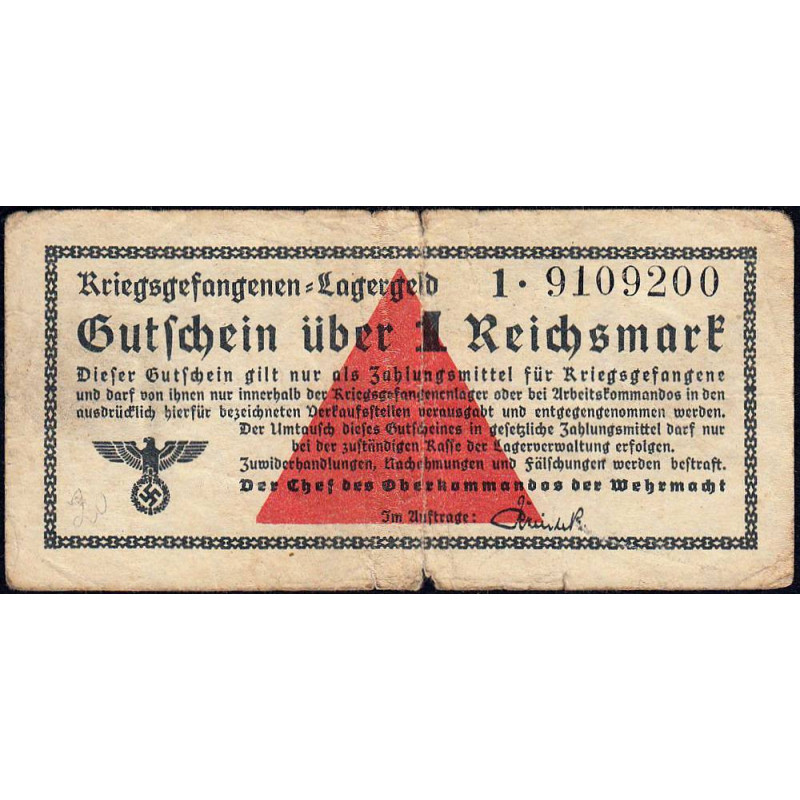 Kriegsgefangenen=Lagergeld 1 · 9109200
Gutschein über 1 Reichsmark
Dieser Gutschein gilt nur als Zahlungsmittel für Kriegsgefangene
und darf von ihnen nur innerhalb der Kriegsgefangenenlager oder bei Arbeitskommandos in den
ausdrücklich hierfür bezeichneten Verkaufsstellen verausgabt und entgegengenommen werden.
Der Umtausch dieses Gutscheines in gesetzliche Zahlungsmittel darf nur
bei der zuständigen Kasse der Lagerverwaltung erfolgen.
Zuwiderhandlungen, Nachahmungen und Fälschungen werden bestraft.
Der Chef des Oberkommandos der Wehrmacht
Im Auftrage: